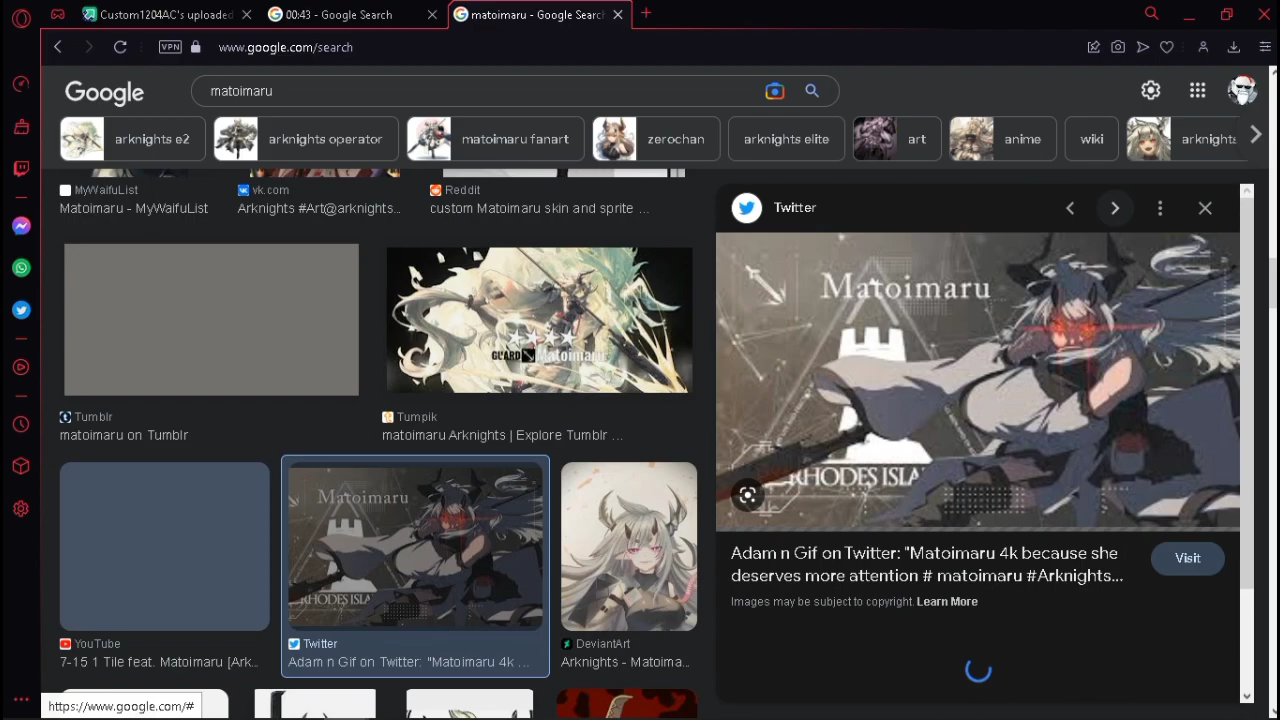 Custom1204AC's uploaded
00:43 - Google Search
matoimaru - Google Search
VPN
www.google.com/search
Google
matoimaru
arknights e2
arknights operator
matoimaru fanart
zerochan
arknights elite
art
anime
wiki
arknights
MyWaifuList
Matoimaru - MyWaifuList
vk.com
Arknights #Art@arknights...
Reddit
custom Matoimaru skin and sprite ...
Twitter
Matoimaru
RHODES ISLA
GUARD Matoimaru
Tumblr
matoimaru on Tumblr
Tumpik
matoimaru Arknights | Explore Tumblr ...
Matoimaru
RHODES ISLA
Adam n Gif on Twitter: "Matoimaru 4k because she
deserves more attention # matoimaru #Arknights...
Visit
Images may be subject to copyright. Learn More
YouTube
7-15 1 Tile feat. Matoimaru [Ark...
Twitter
Adam n Gif on Twitter: "Matoimaru 4k ...
DeviantArt
Arknights - Matoima...
https://www.google.com/#